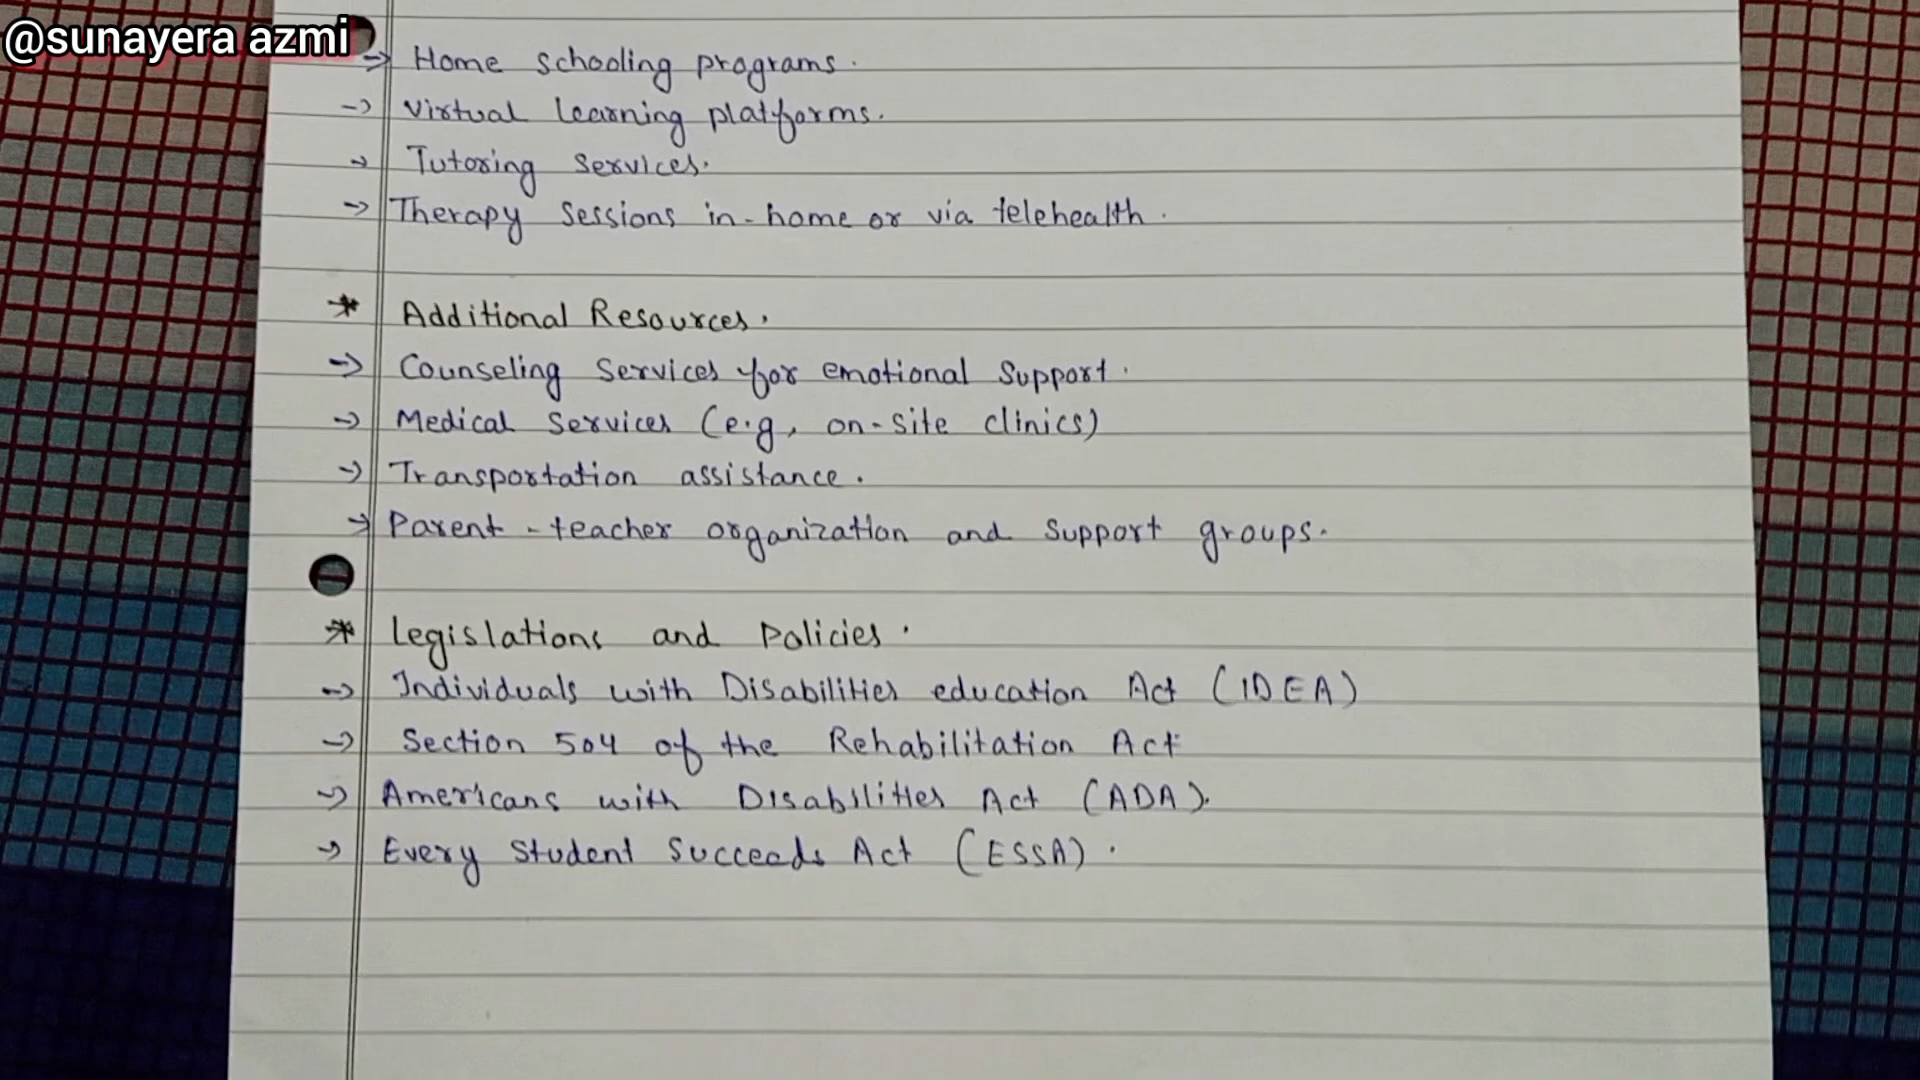 @sunayera azmi
→ Home schooling programs.
→ Virtual learning platforms.
→ Tutoring services.
→ Therapy sessions in-home or via telehealth.
* Additional Resources.
→ Counseling services for emotional support.
→ Medical services (e.g, on-site clinics)
→ Transportation assistance.
→ Parent-teacher organization and support groups.
* Legislations and Policies.
→ Individuals with Disabilities education Act (IDEA)
→ Section 504 of the Rehabilitation Act
→ Americans with Disabilities Act (ADA).
→ Every Student Succeeds Act (ESSA).